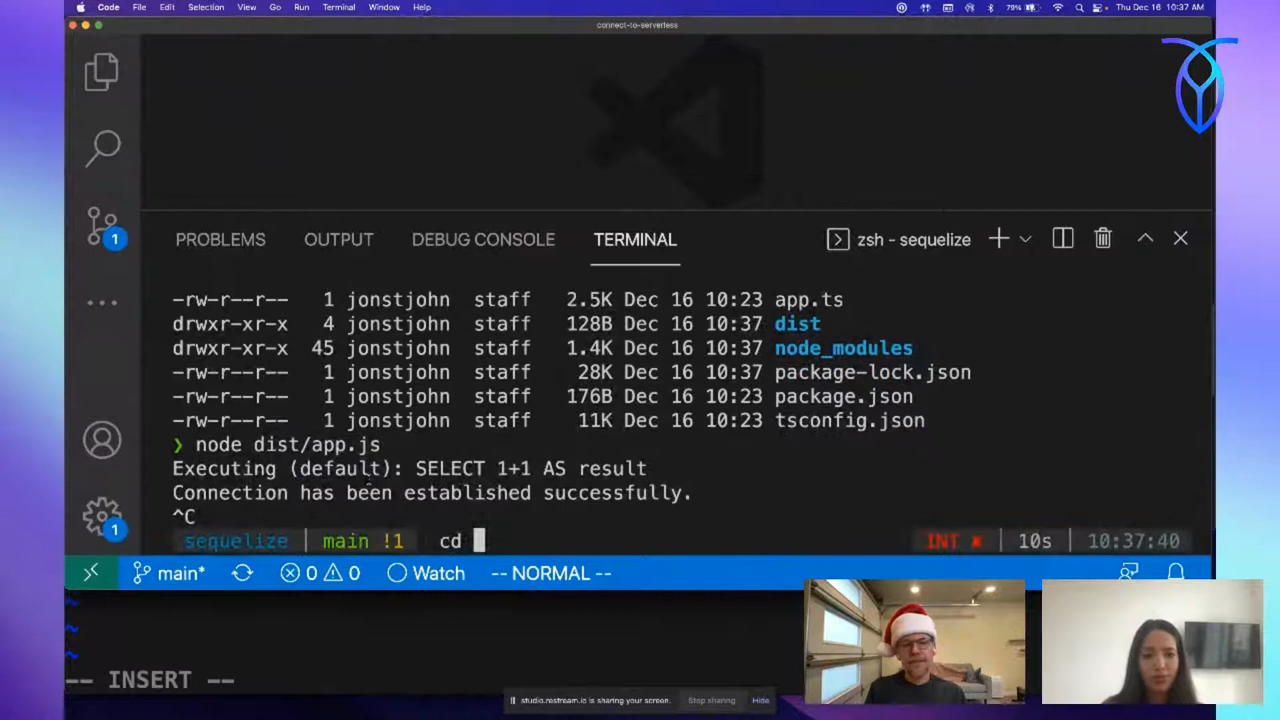 Code File Edit Selection View Go Run Terminal Window Help 79% Thu Dec 16 10:37 AM
connect-to-serverless
PROBLEMS OUTPUT DEBUG CONSOLE TERMINAL zsh - sequelize
-rw-r--r-- 1 jonstjohn staff 2.5K Dec 16 10:23 app.ts
drwxr-xr-x 4 jonstjohn staff 128B Dec 16 10:37 dist
drwxr-xr-x 45 jonstjohn staff 1.4K Dec 16 10:37 node_modules
-rw-r--r-- 1 jonstjohn staff 28K Dec 16 10:37 package-lock.json
-rw-r--r-- 1 jonstjohn staff 176B Dec 16 10:23 package.json
-rw-r--r-- 1 jonstjohn staff 11K Dec 16 10:23 tsconfig.json
❯ node dist/app.js
Executing (default): SELECT 1+1 AS result
Connection has been established successfully.
^C
sequelize | main !1 cd INT ✘ | 10s | 10:37:40
1
1
main* 0 0 Watch -- NORMAL --
~
~
~
-- INSERT --
studio.restream.io is sharing your screen. Stop sharing Hide